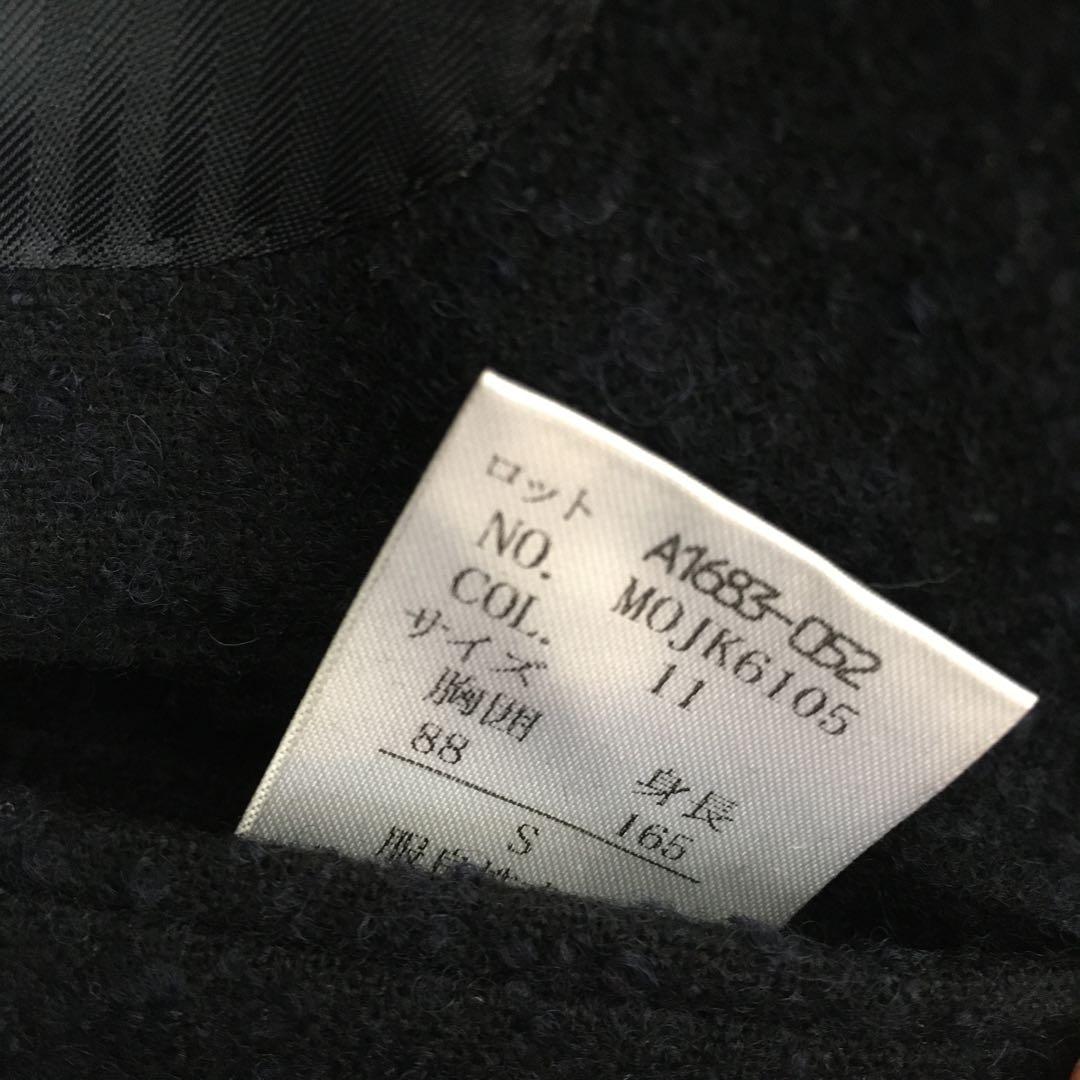 ロット A1683-052
NO. MOJK6105
COL. 11
サイズ
胸囲 身長
88 165
S